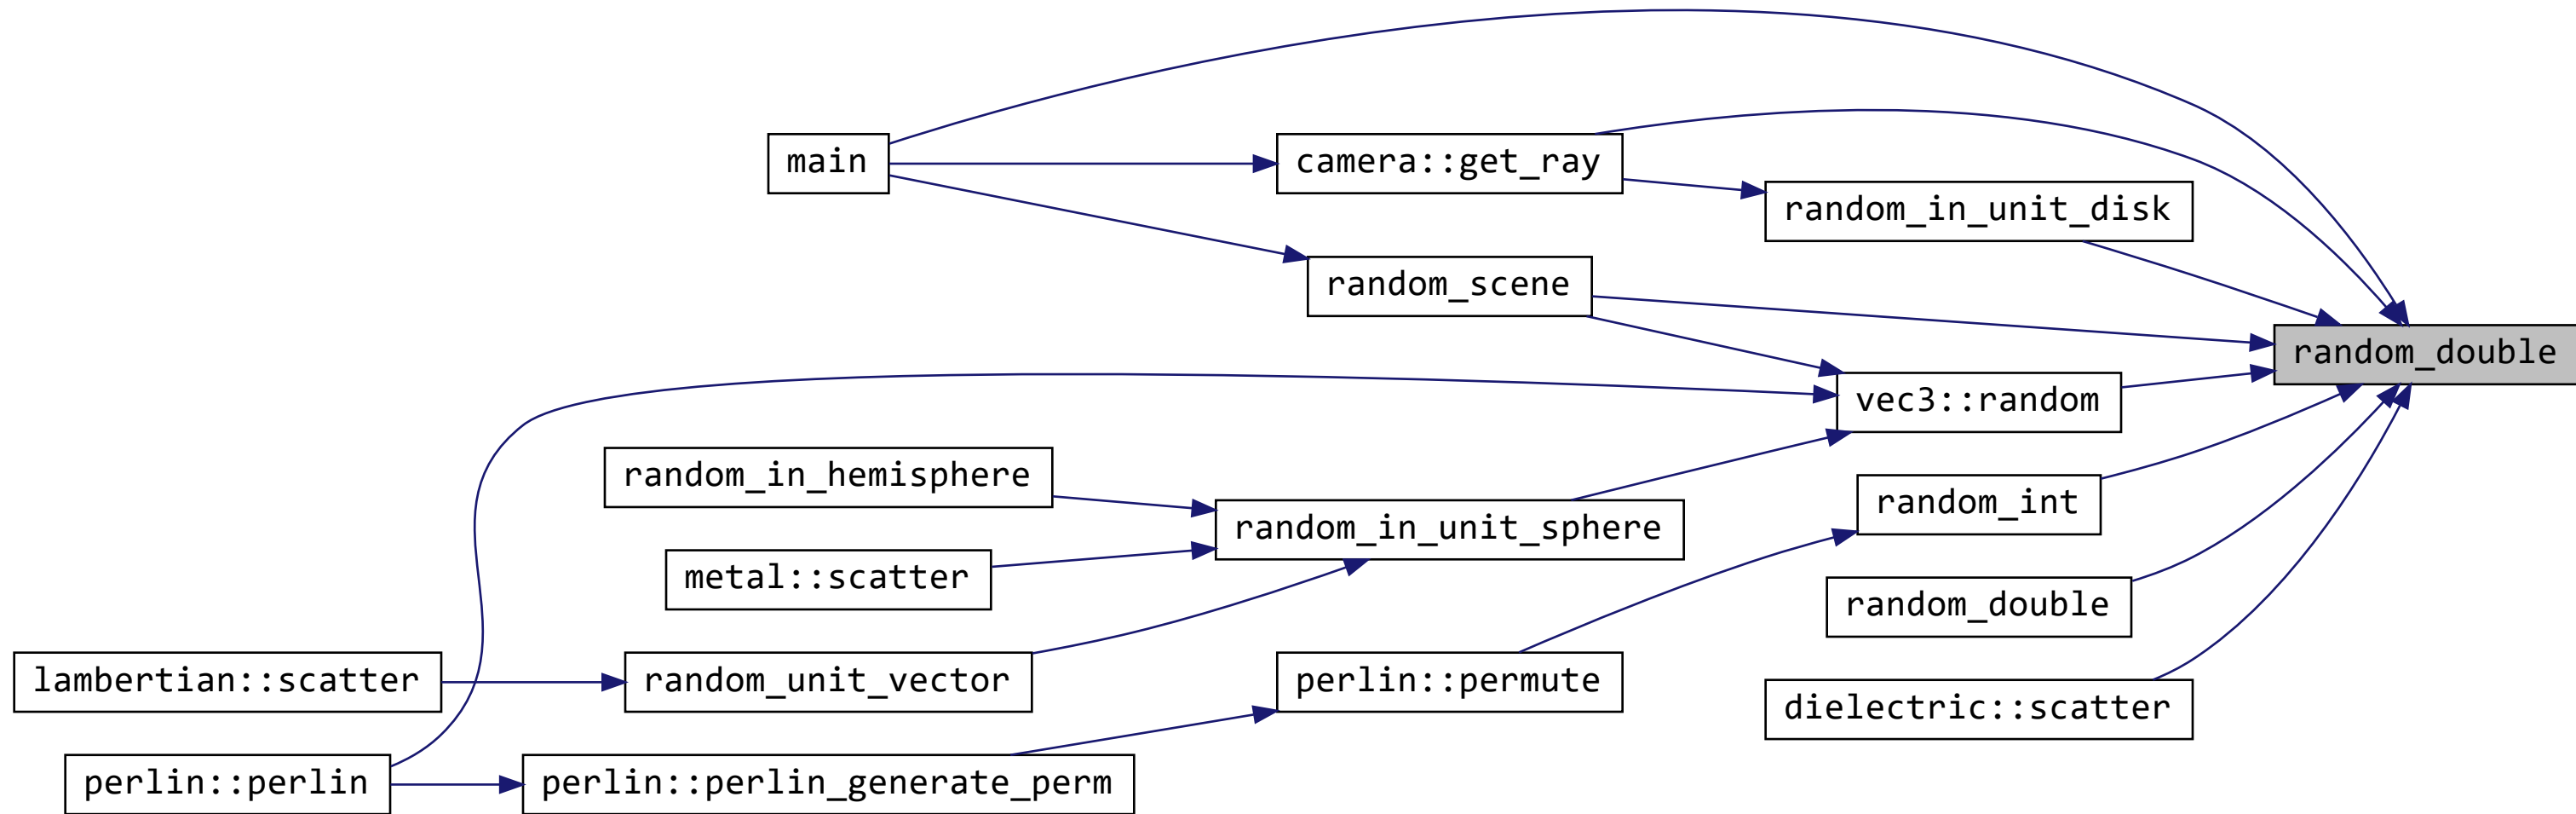 main
camera::get_ray
random_in_unit_disk
random_scene
random_double
vec3::random
random_in_hemisphere
random_int
random_in_unit_sphere
metal::scatter
random_double
lambertian::scatter
random_unit_vector
perlin::permute
dielectric::scatter
perlin::perlin
perlin::perlin_generate_perm